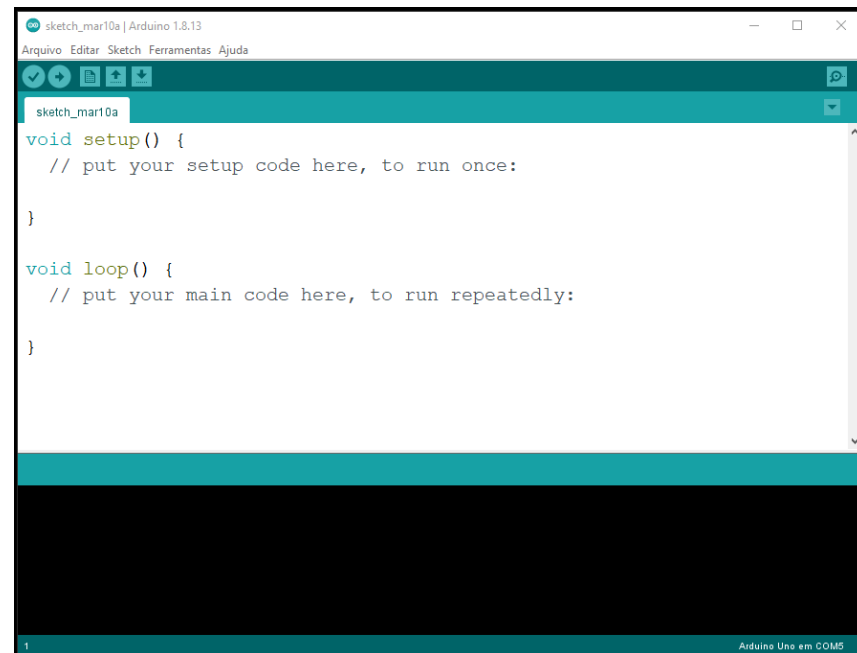 sketch_mar10a | Arduino 1.8.13
Arquivo Editar Sketch Ferramentas Ajuda
sketch_mar10a
void setup() {
// put your setup code here, to run once:
}
void loop() {
// put your main code here, to run repeatedly:
}
1
Arduino Uno em COM5